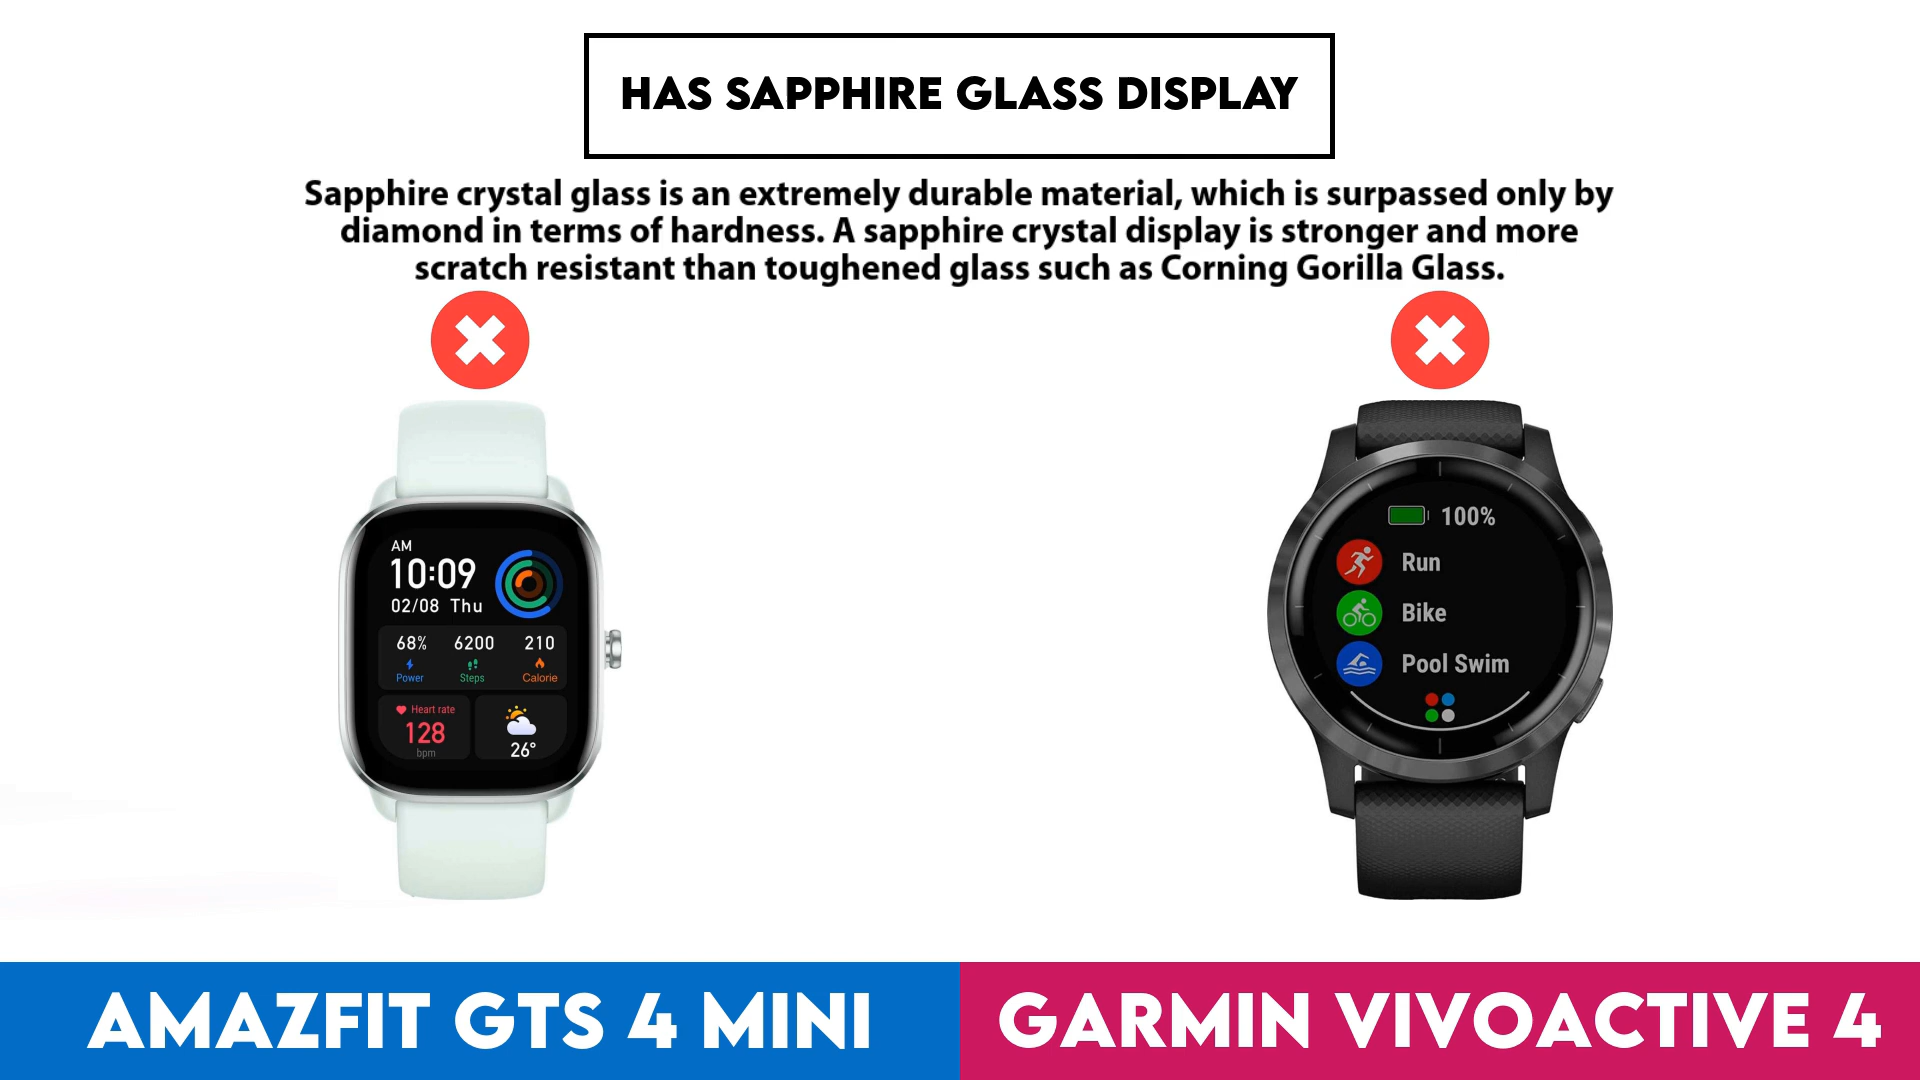 HAS SAPPHIRE GLASS DISPLAY
Sapphire crystal glass is an extremely durable material, which is surpassed only by
diamond in terms of hardness. A sapphire crystal display is stronger and more
scratch resistant than toughened glass such as Corning Gorilla Glass.
AM
10:09
02/08 Thu
68% 6200 210
Power Steps Calorie
Heart rate
128
bpm
26°
100%
Run
Bike
Pool Swim
AMAZFIT GTS 4 MINI
GARMIN VIVOACTIVE 4